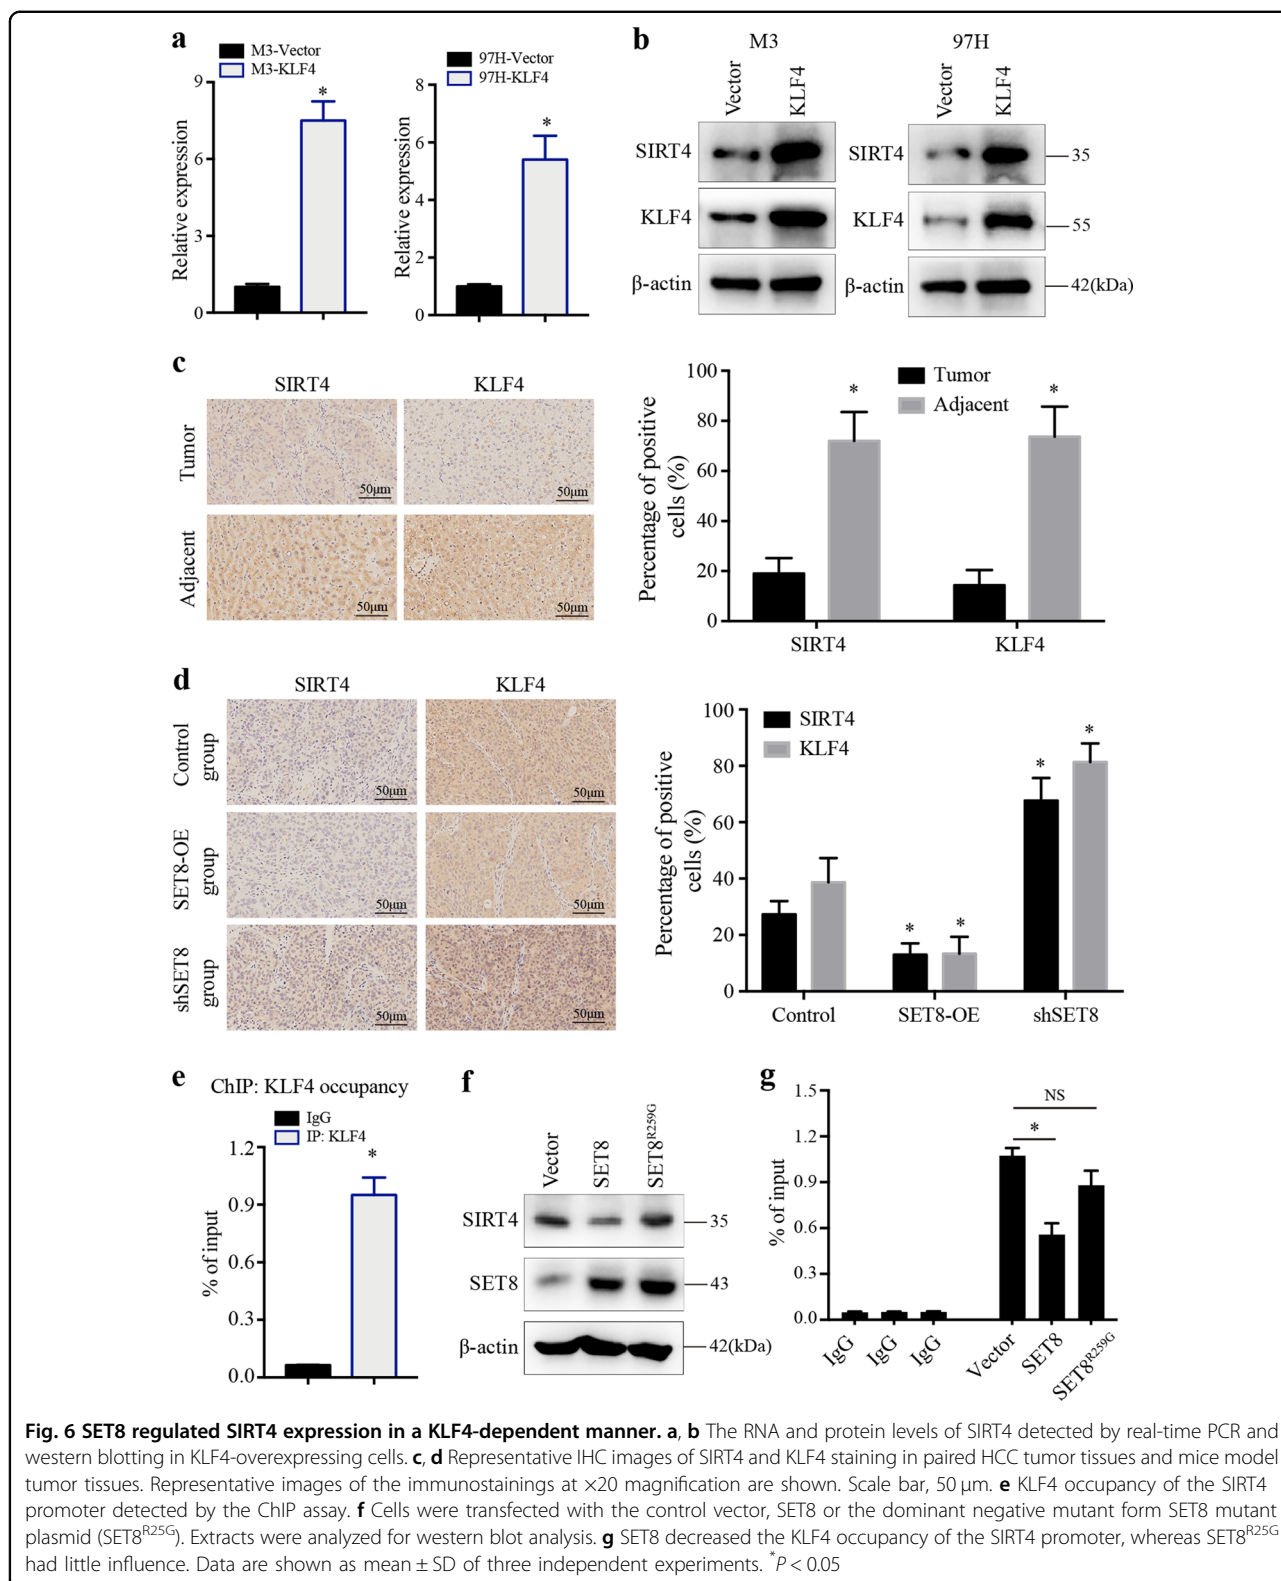 a
M3-Vector
M3-KLF4
Relative expression
9
6
3
0
*
97H-Vector
97H-KLF4
Relative expression
8
6
4
2
0
*
b
M3
97H
Vector
KLF4
Vector
KLF4
SIRT4
SIRT4
35
KLF4
KLF4
55
β-actin
β-actin
42(kDa)
c
SIRT4
KLF4
Tumor
50μm
50μm
Adjacent
50μm
50μm
Percentage of positive
cells (%)
100
80
60
40
20
0
Tumor
Adjacent
*
*
SIRT4
KLF4
d
SIRT4
KLF4
Control
group
50μm
50μm
SET8-OE
group
50μm
50μm
shSET8
group
50μm
50μm
Percentage of positive
cells (%)
100
80
60
40
20
0
SIRT4
KLF4
*
*
*
*
Control
SET8-OE
shSET8
e
ChIP: KLF4 occupancy
IgG
IP: KLF4
% of input
1.2
0.9
0.6
0.3
0.0
*
f
Vector
SET8
SET8R259G
SIRT4
35
SET8
43
β-actin
42(kDa)
g
% of input
1.5
1.2
0.9
0.6
0.3
0.0
NS
*
IgG
IgG
IgG
Vector
SET8
SET8R259G
Fig. 6 SET8 regulated SIRT4 expression in a KLF4-dependent manner. a, b The RNA and protein levels of SIRT4 detected by real-time PCR and
western blotting in KLF4-overexpressing cells. c, d Representative IHC images of SIRT4 and KLF4 staining in paired HCC tumor tissues and mice model
tumor tissues. Representative images of the immunostainings at ×20 magnification are shown. Scale bar, 50 μm. e KLF4 occupancy of the SIRT4
promoter detected by the ChIP assay. f Cells were transfected with the control vector, SET8 or the dominant negative mutant form SET8 mutant
plasmid (SET8R25G). Extracts were analyzed for western blot analysis. g SET8 decreased the KLF4 occupancy of the SIRT4 promoter, whereas SET8R25G
had little influence. Data are shown as mean ± SD of three independent experiments. *P < 0.05